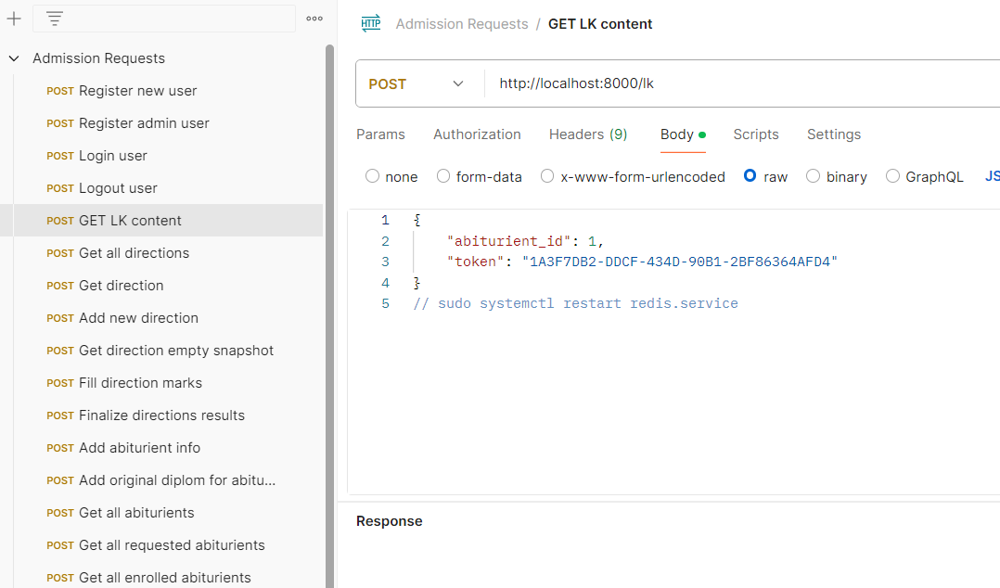 Admission Requests
POST Register new user
POST Register admin user
POST Login user
POST Logout user
POST GET LK content
POST Get all directions
POST Get direction
POST Add new direction
POST Get direction empty snapshot
POST Fill direction marks
POST Finalize directions results
POST Add abiturient info
POST Add original diplom for abitu...
POST Get all abiturients
POST Get all requested abiturients
POST Get all enrolled abiturients
HTTP Admission Requests / GET LK content
POST http://localhost:8000/lk
Params Authorization Headers (9) Body Scripts Settings
none form-data x-www-form-urlencoded raw binary GraphQL JS
1 {
2 "abiturient_id": 1,
3 "token": "1A3F7DB2-DDCF-434D-90B1-2BF86364AFD4"
4 }
5 // sudo systemctl restart redis.service
Response